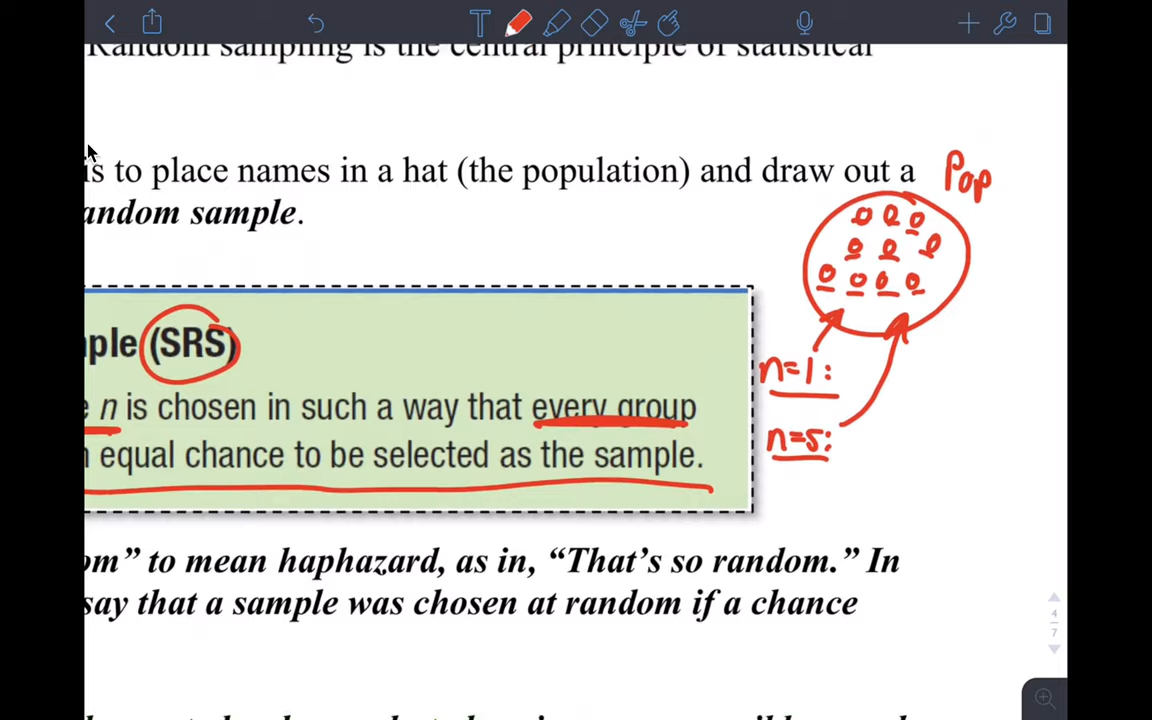 Random sampling is the central principle of statistical
is to place names in a hat (the population) and draw out a
Pop
andom sample.
ple (SRS)
n=1:
n is chosen in such a way that every group
n=5:
equal chance to be selected as the sample.
om” to mean haphazard, as in, “That’s so random.” In
say that a sample was chosen at random if a chance
4
7